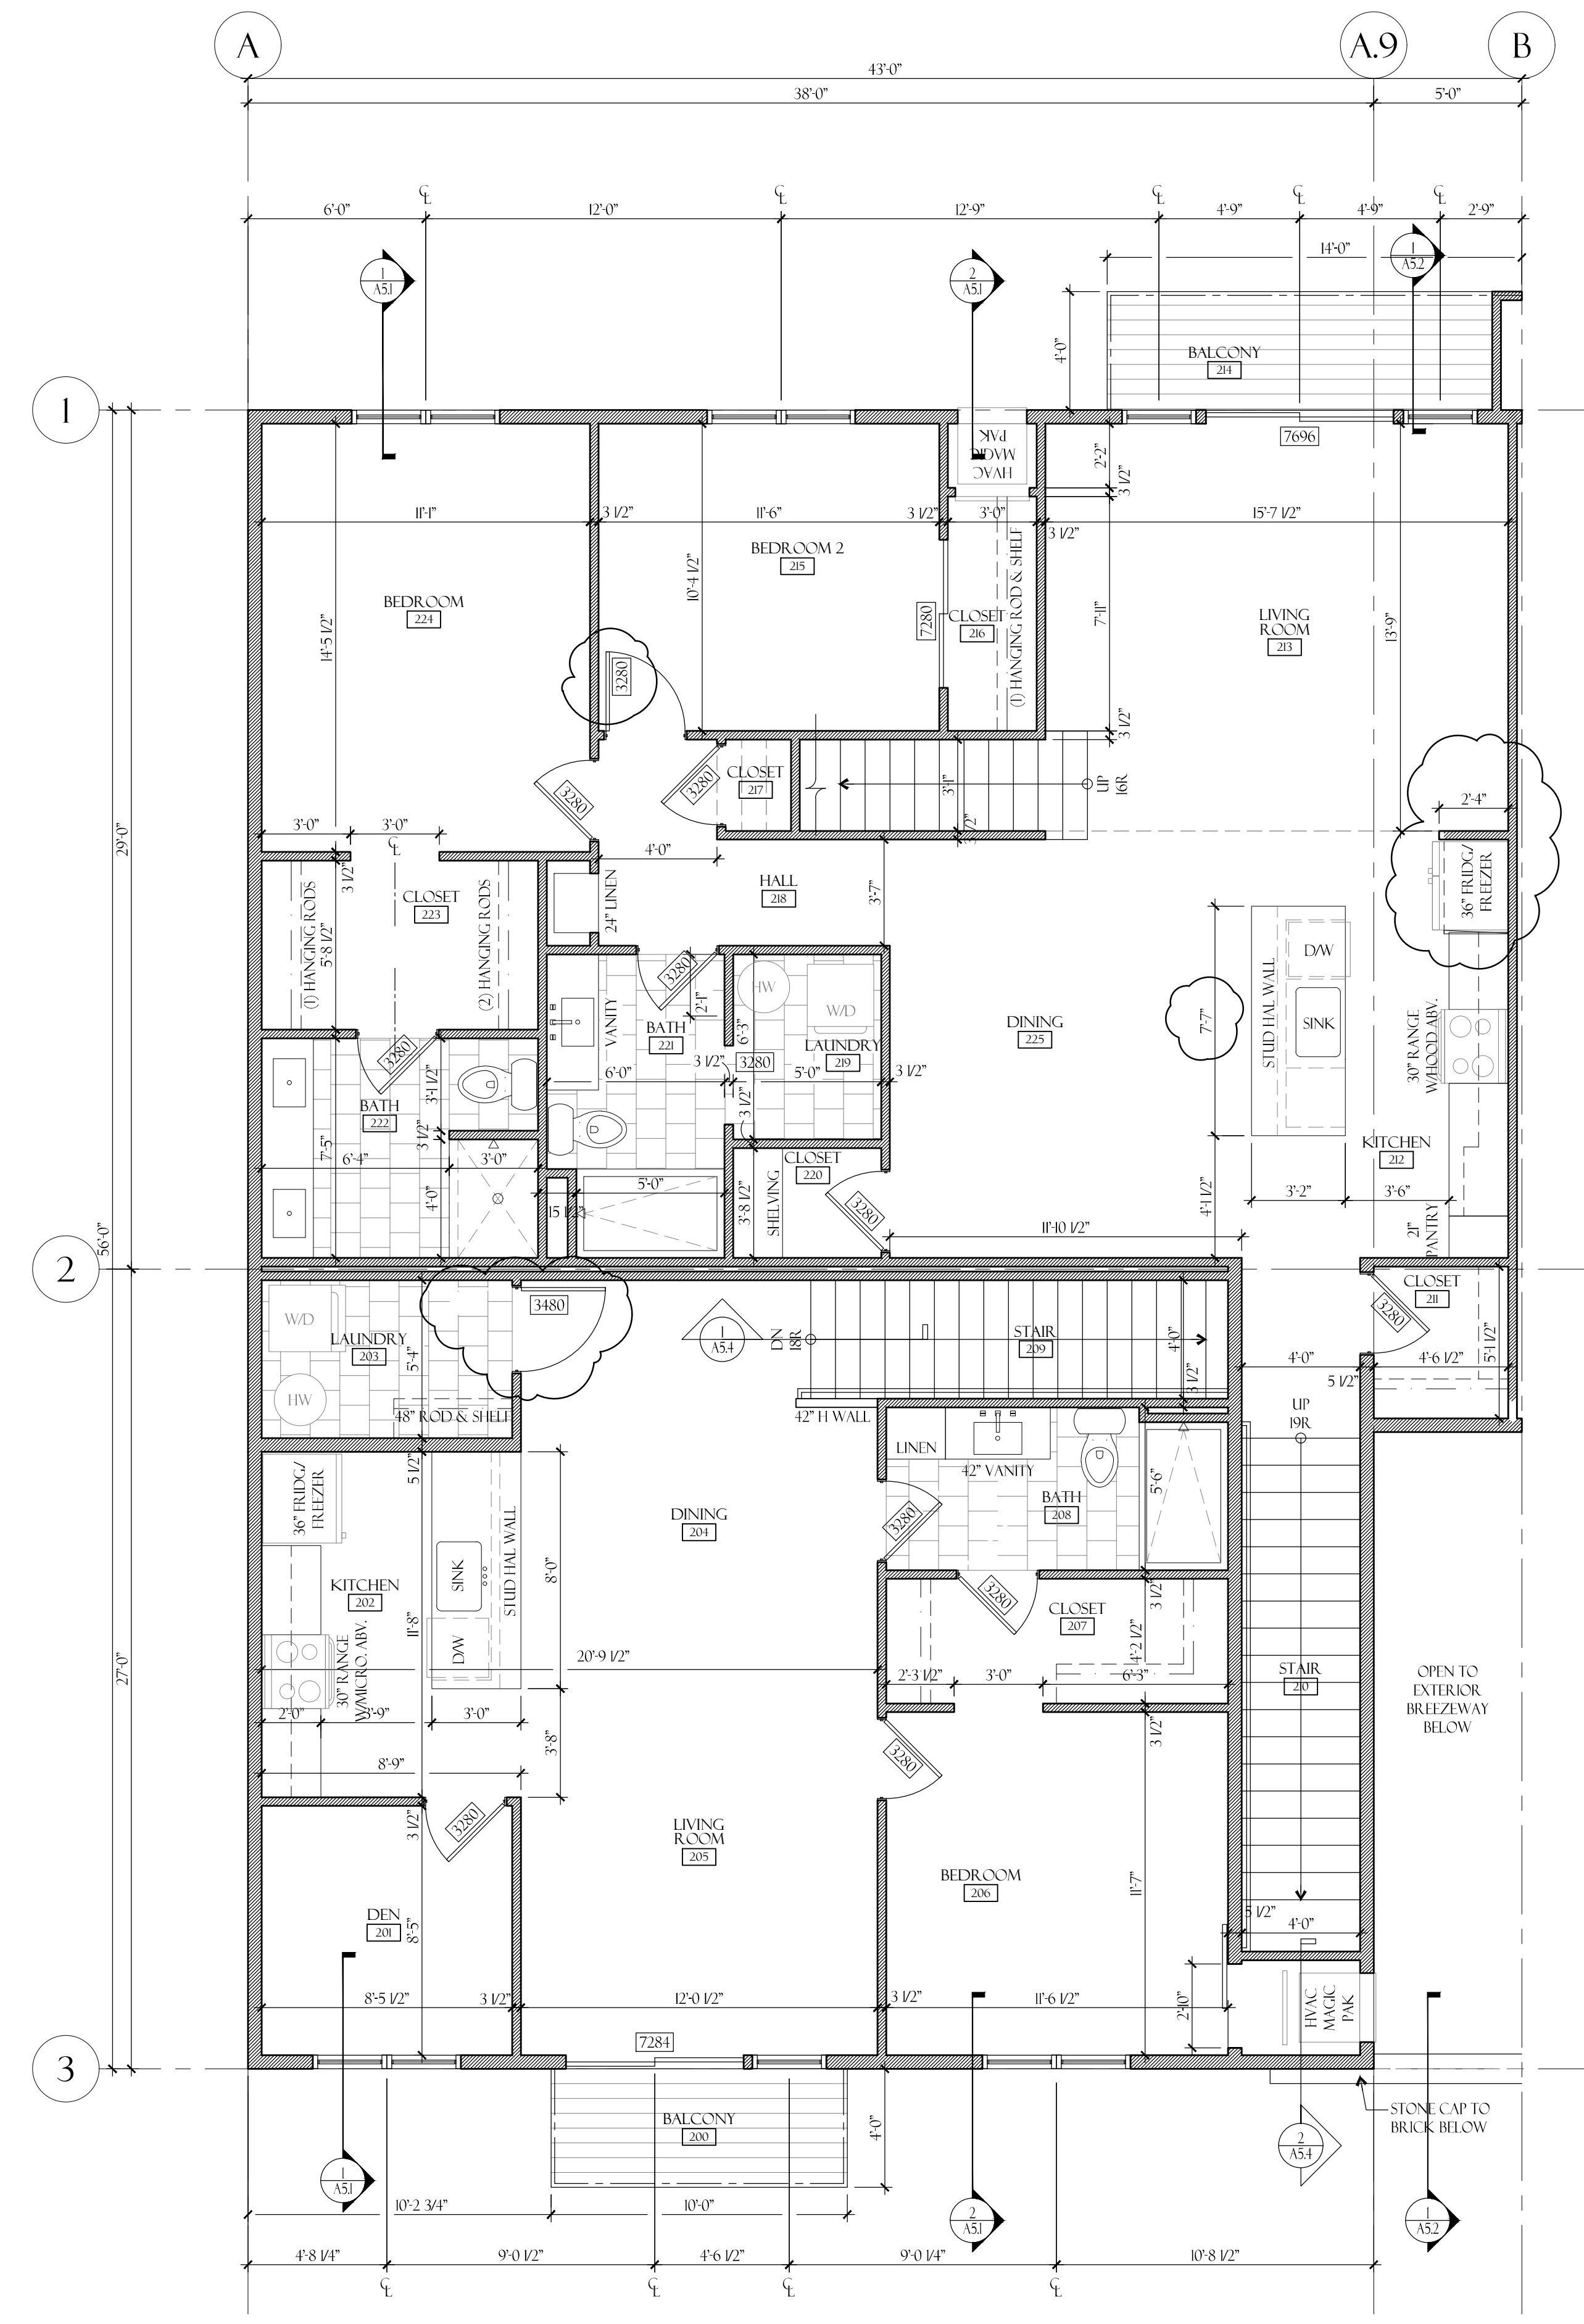 A
A.9
B
43'-0"
38'-0"
5'-0"
6'-0"
12'-0"
12'-9"
4'-9"
4'-9"
2'-9"
14'-0"
1
A5.1
2
A5.1
1
A5.2
4'-0"
BALCONY
214
1
7696
HVAC
MAGIC
PAK
2'-2"
3 1/2"
11'-1"
3 1/2"
11'-6"
3 1/2"
3'-0"
3 1/2"
15'-7 1/2"
BEDROOM 2
215
10'-4 1/2"
BEDROOM
224
14'-5 1/2"
7280
CLOSET
216
(1) HANGING ROD & SHELF
7'-11"
LIVING
ROOM
213
13'-9"
3280
3 1/2"
CLOSET
217
3280
3280
3'-1"
3 1/2"
UP
16R
2'-4"
3'-0"
3'-0"
29'-0"
4'-0"
36" FRIDG/
FREEZER
3 1/2"
CLOSET
223
(1) HANGING RODS
5'-8 1/2"
(2) HANGING RODS
24" LINEN
HALL
218
3'-7"
D/W
SINK
STUD HAL WALL
7'-7"
30" RANGE
W/HOOD ABV.
DINING
225
3280
HW
W/D
2'-1"
VANITY
BATH
221
6'-3"
LAUNDRY
219
3280
3 1/2"
6'-0"
5'-0"
3 1/2"
3 1/2"
3280
3'-1 1/2"
BATH
222
3 1/2"
7'-5"
6'-4"
3'-0"
4'-0"
15 1/2"
5'-0"
CLOSET
220
SHELVING
3'-8 1/2"
3280
KITCHEN
212
3'-2"
3'-6"
4'-1 1/2"
11'-10 1/2"
21"
PANTRY
56'-0"
2
3480
W/D
LAUNDRY
203
5'-4"
HW
48" ROD & SHELF
1
A5.4
DN
18R
STAIR
209
4'-0"
3 1/2"
42" H WALL
CLOSET
211
3280
4'-0"
5 1/2"
4'-6 1/2"
5'-1 1/2"
UP
19R
5 1/2"
36" FRIDG/
FREEZER
LINEN
42" VANITY
BATH
208
5'-6"
3280
DINING
204
SINK
STUD HAL WALL
8'-0"
KITCHEN
202
D/W
30" RANGE
W/MICRO. ABV.
11'-8"
20'-9 1/2"
3280
CLOSET
207
3 1/2"
4'-2 1/2"
2'-3 1/2"
3'-0"
6'-3"
STAIR
210
OPEN TO
EXTERIOR
BREEZEWAY
BELOW
27'-0"
2'-0"
3'-9"
3'-0"
3'-8"
3 1/2"
8'-9"
3280
3 1/2"
3280
LIVING
ROOM
205
BEDROOM
206
11'-7"
DEN
201
8'-5"
5 1/2"
4'-0"
8'-5 1/2"
3 1/2"
12'-0 1/2"
3 1/2"
11'-6 1/2"
2'-10"
HVAC
MAGIC
PAK
7284
3
BALCONY
200
4'-0"
STONE CAP TO
BRICK BELOW
2
A5.4
1
A5.1
2
A5.1
1
A5.2
10'-2 3/4"
10'-0"
4'-8 1/4"
9'-0 1/2"
4'-6 1/2"
9'-0 1/4"
10'-8 1/2"